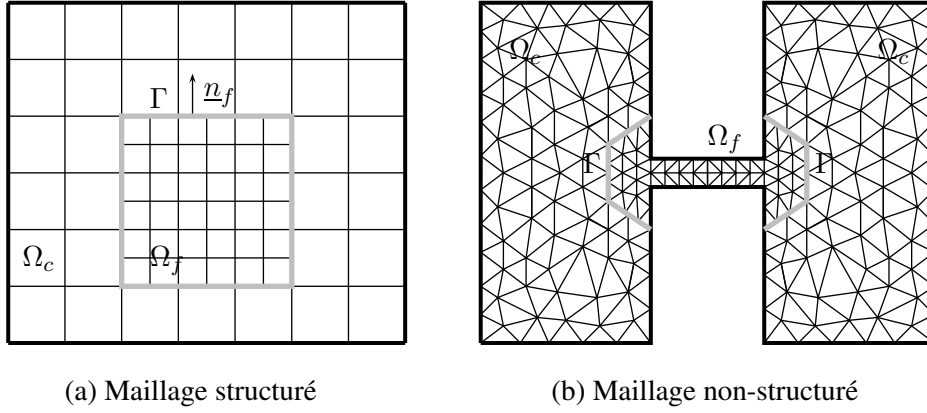 Γ
n_f
Ω_c
Ω_f
(a) Maillage structuré
Ω_c
Ω_c
Ω_f
Γ
Γ
(b) Maillage non-structuré